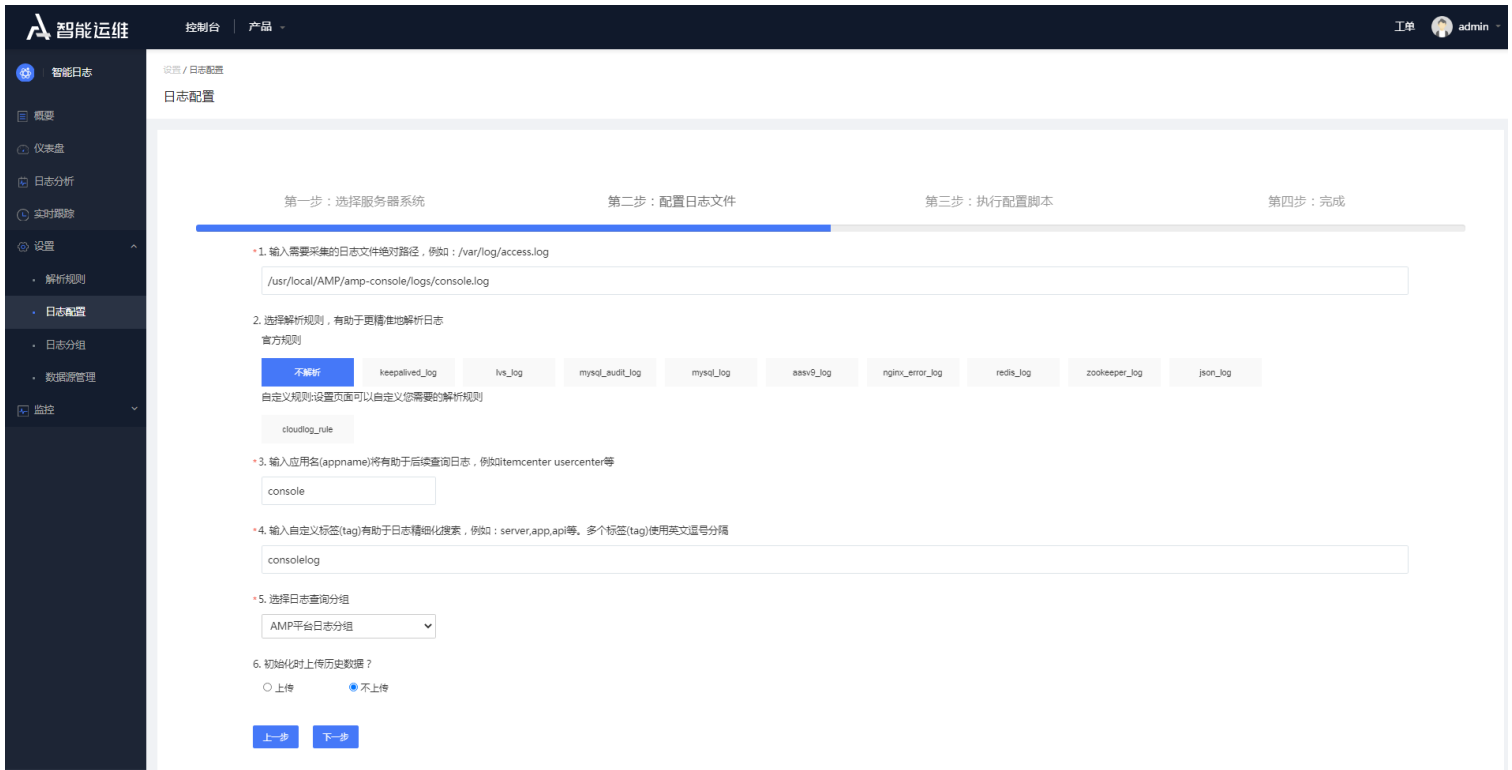 智能运维
控制台 产品
工单 admin
智能日志
设置 / 日志配置
日志配置
概要
仪表盘
日志分析
实时跟踪
设置
解析规则
日志配置
日志分组
数据源管理
监控
第一步：选择服务器系统 第二步：配置日志文件 第三步：执行配置脚本 第四步：完成
*1. 输入需要采集的日志文件绝对路径，例如：/var/log/access.log
/usr/local/AMP/amp-console/logs/console.log
2. 选择解析规则，有助于更精准地解析日志
官方规则
不解析 keepalived_log lvs_log mysql_audit_log mysql_log aasv9_log nginx_error_log redis_log zookeeper_log json_log
自定义规则:设置页面可以自定义您需要的解析规则
cloudlog_rule
*3. 输入应用名(appname)将有助于后续查询日志，例如itemcenter usercenter等
console
*4. 输入自定义标签(tag)有助于日志精细化搜索，例如：server,app,api等。多个标签(tag)使用英文逗号分隔
consolelog
*5. 选择日志查询分组
AMP平台日志分组
6. 初始化时上传历史数据？
上传 不上传
上一步 下一步